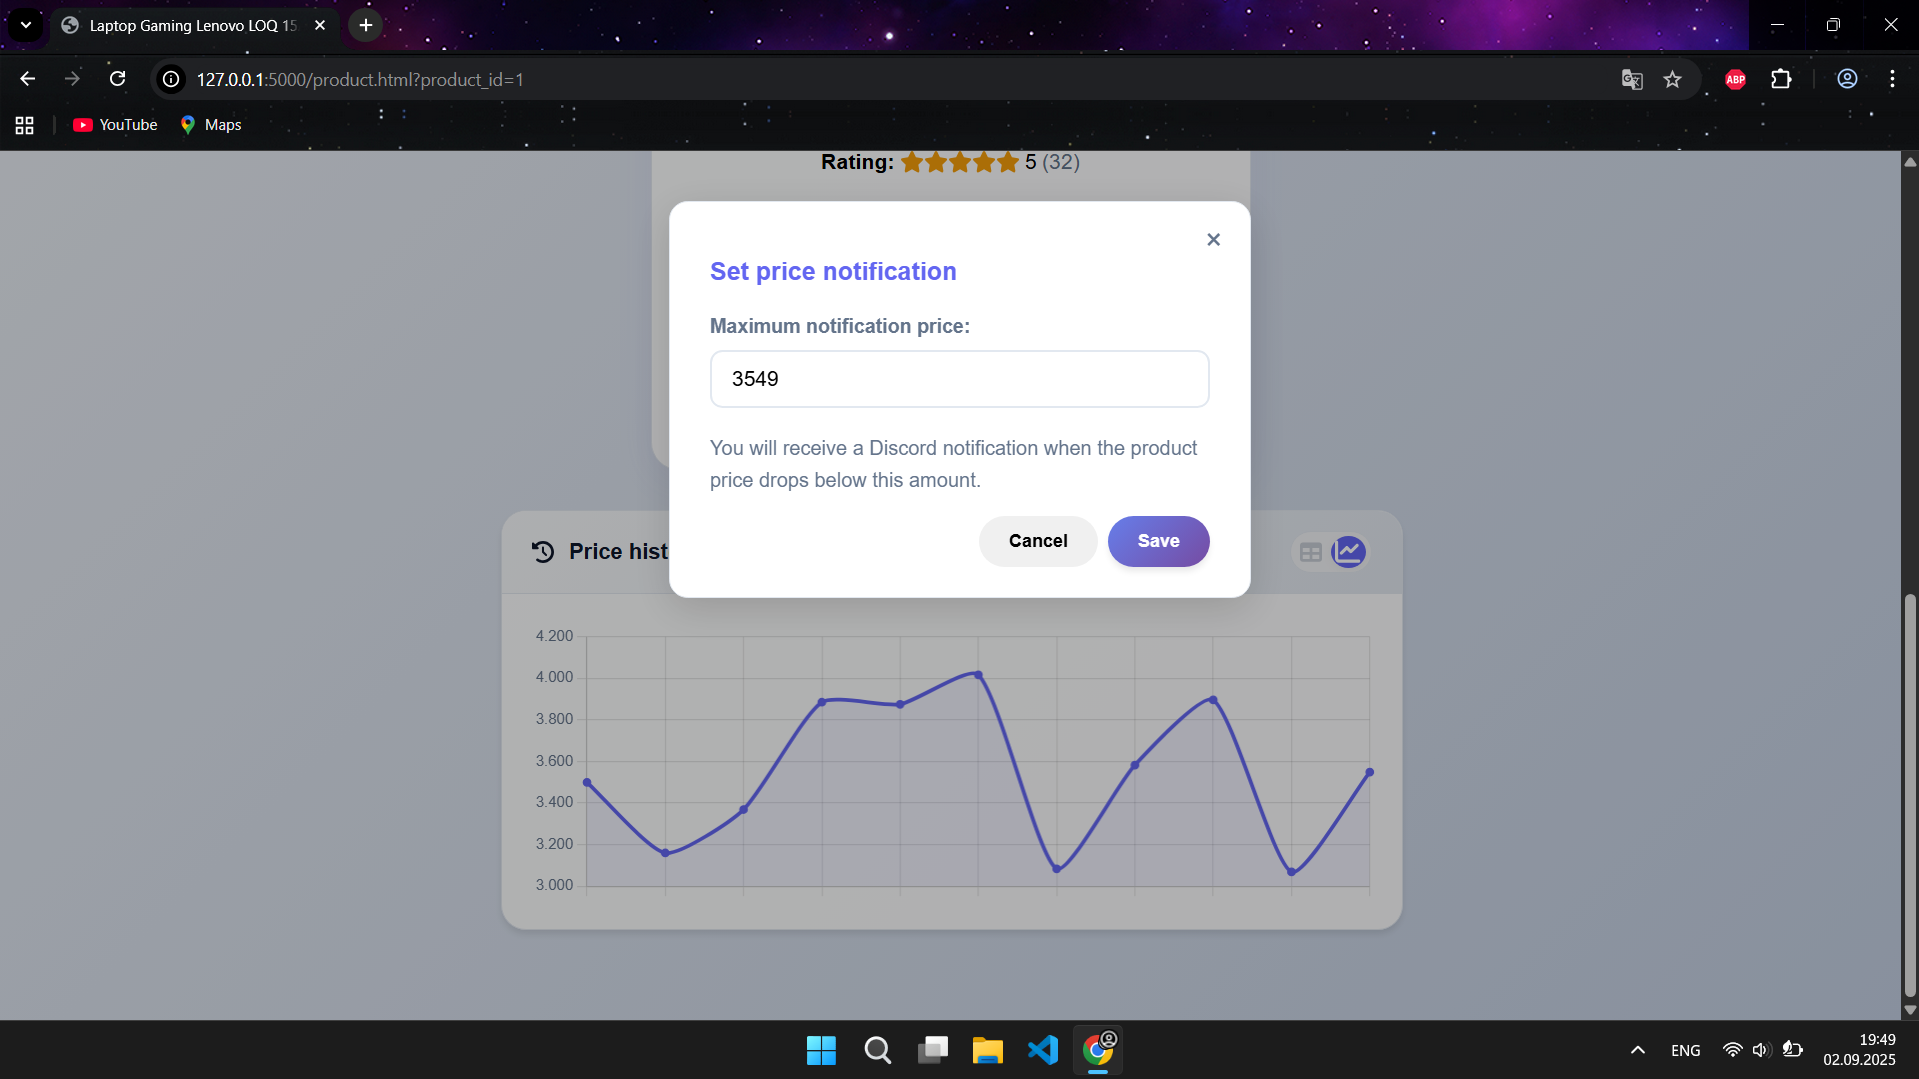 Laptop Gaming Lenovo LOQ 15
127.0.0.1:5000/product.html?product_id=1
ABP
YouTube
Maps
Rating: 5 (32)
×
Set price notification
Maximum notification price:
3549
You will receive a Discord notification when the product
price drops below this amount.
Cancel
Save
Price hist
4.200
4.000
3.800
3.600
3.400
3.200
3.000
ENG
19:49
02.09.2025